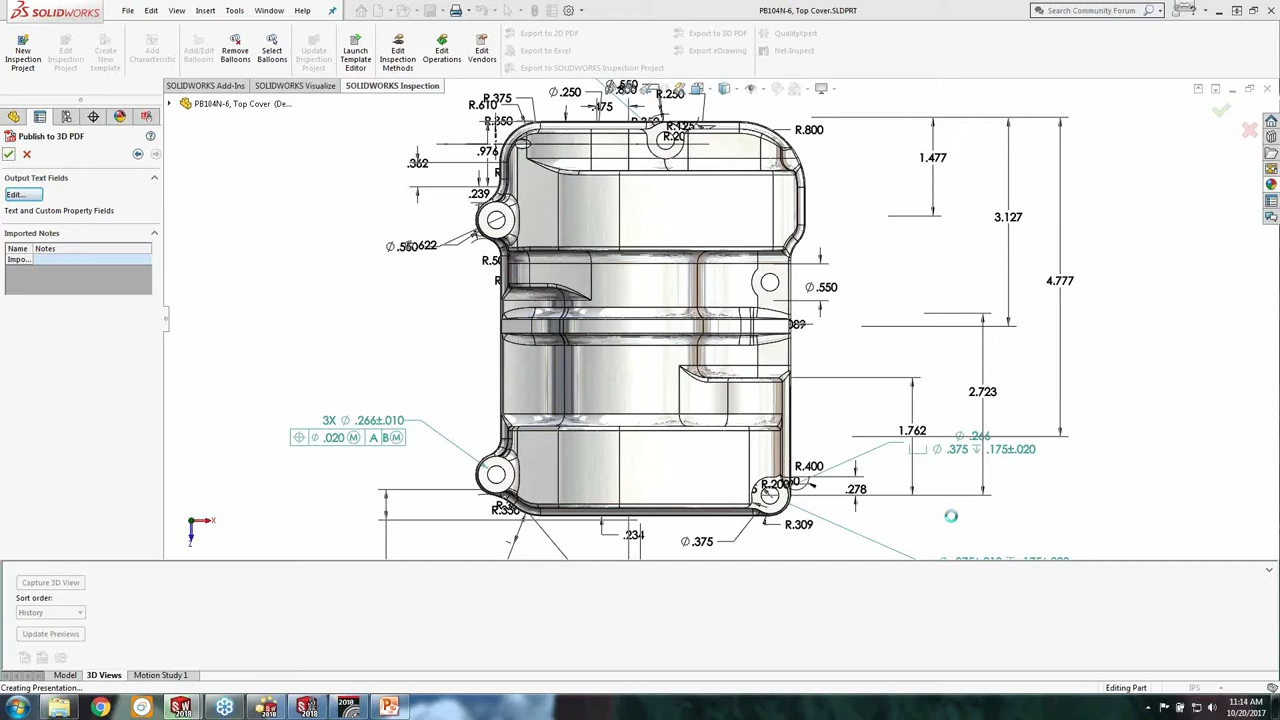 SOLIDWORKS
File Edit View Insert Tools Window Help
PB104N-6, Top Cover.SLDPRT
Search Community Forum
New Inspection Project
Edit Inspection Project
Create New template
Add Characteristic
Add/Edit Balloons
Remove Balloons
Select Balloons
Update Inspection Project
Launch Template Editor
Edit Inspection Methods
Edit Operations
Edit Vendors
Export to 2D PDF
Export to Excel
Export to SOLIDWORKS Inspection Project
Export to 3D PDF
Export eDrawing
QualityXpert
Net-Inspect
SOLIDWORKS Add-Ins SOLIDWORKS Visualize SOLIDWORKS Inspection
PB104N-6, Top Cover (De...
Publish to 3D PDF
Output Text Fields
Edit...
Text and Custom Property Fields
Imported Notes
Name Notes
Impo...
R.375
R.610
Ø.250
.475
R.250
R.800
.976
.362
.239
Ø.550
.622
1.477
3.127
4.777
Ø.550
2.723
1.762
3X Ø .266±.010
Ø .020 Ⓜ A BⓂ
Ø .266
Ø .375 ↧ .175±.020
R.400
R.200
.278
R.309
.234
Ø.375
X
Z
Capture 3D View
Sort order:
History
Update Previews
Model 3D Views Motion Study 1
Creating Presentation... Editing Part IPS
2018
11:14 AM
10/20/2017